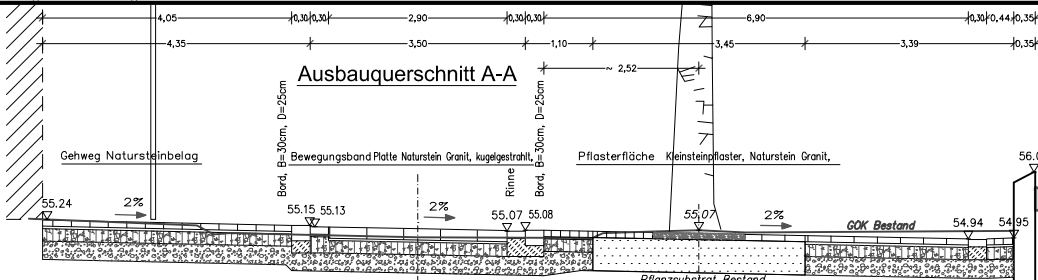 4,05 0,30 0,30 2,90 0,30 0,30 6,90 0,30 0,44 0,35
4,35 3,50 1,10 3,45 3,39 0,35
~ 2,52
Ausbauquerschnitt A-A
Bord, B=30cm, D=25cm
Rinne
Bord, B=30cm, D=25cm
Gehweg Natursteinbelag
Bewegungsband Platte Naturstein Granit, kugelgestrahlt,
Pflasterfläche Kleinsteinpflaster, Naturstein Granit,
55.24 2% 55.15 55.13 2% 55.07 55.08 55.07 2% GOK Bestand 54.94 54.95
Pflanzsubstrat Bestand